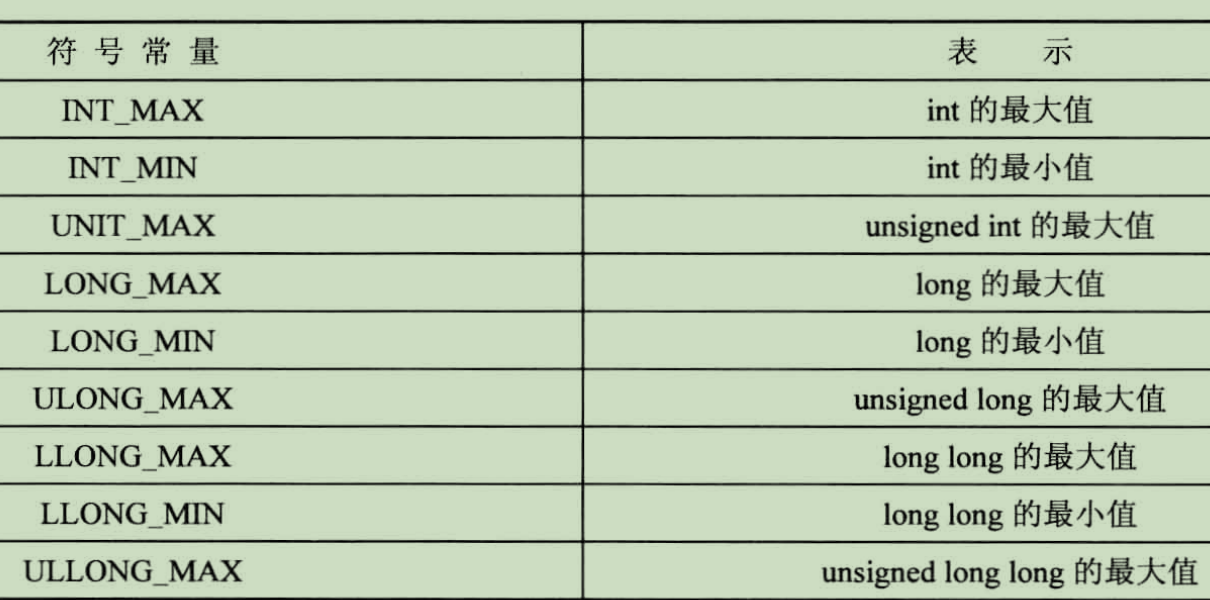 符号常量 表示
INT_MAX int 的最大值
INT_MIN int 的最小值
UNIT_MAX unsigned int 的最大值
LONG_MAX long 的最大值
LONG_MIN long 的最小值
ULONG_MAX unsigned long 的最大值
LLONG_MAX long long 的最大值
LLONG_MIN long long 的最小值
ULLONG_MAX unsigned long long 的最大值